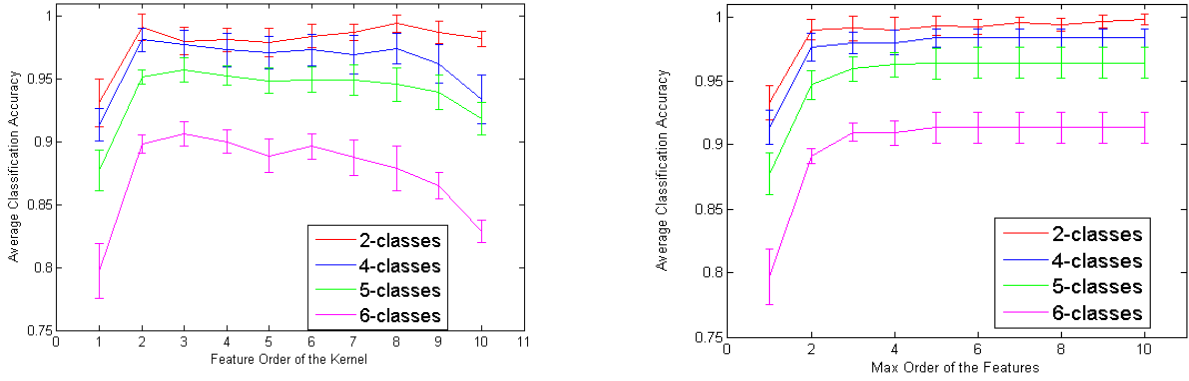 Average Classification Accuracy
1
0.95
0.9
0.85
0.8
0.75
0 1 2 3 4 5 6 7 8 9 10 11
Feature Order of the Kernel
2-classes
4-classes
5-classes
6-classes
Average Classification Accuracy
1
0.95
0.9
0.85
0.8
0.75
0 2 4 6 8 10
Max Order of the Features
2-classes
4-classes
5-classes
6-classes